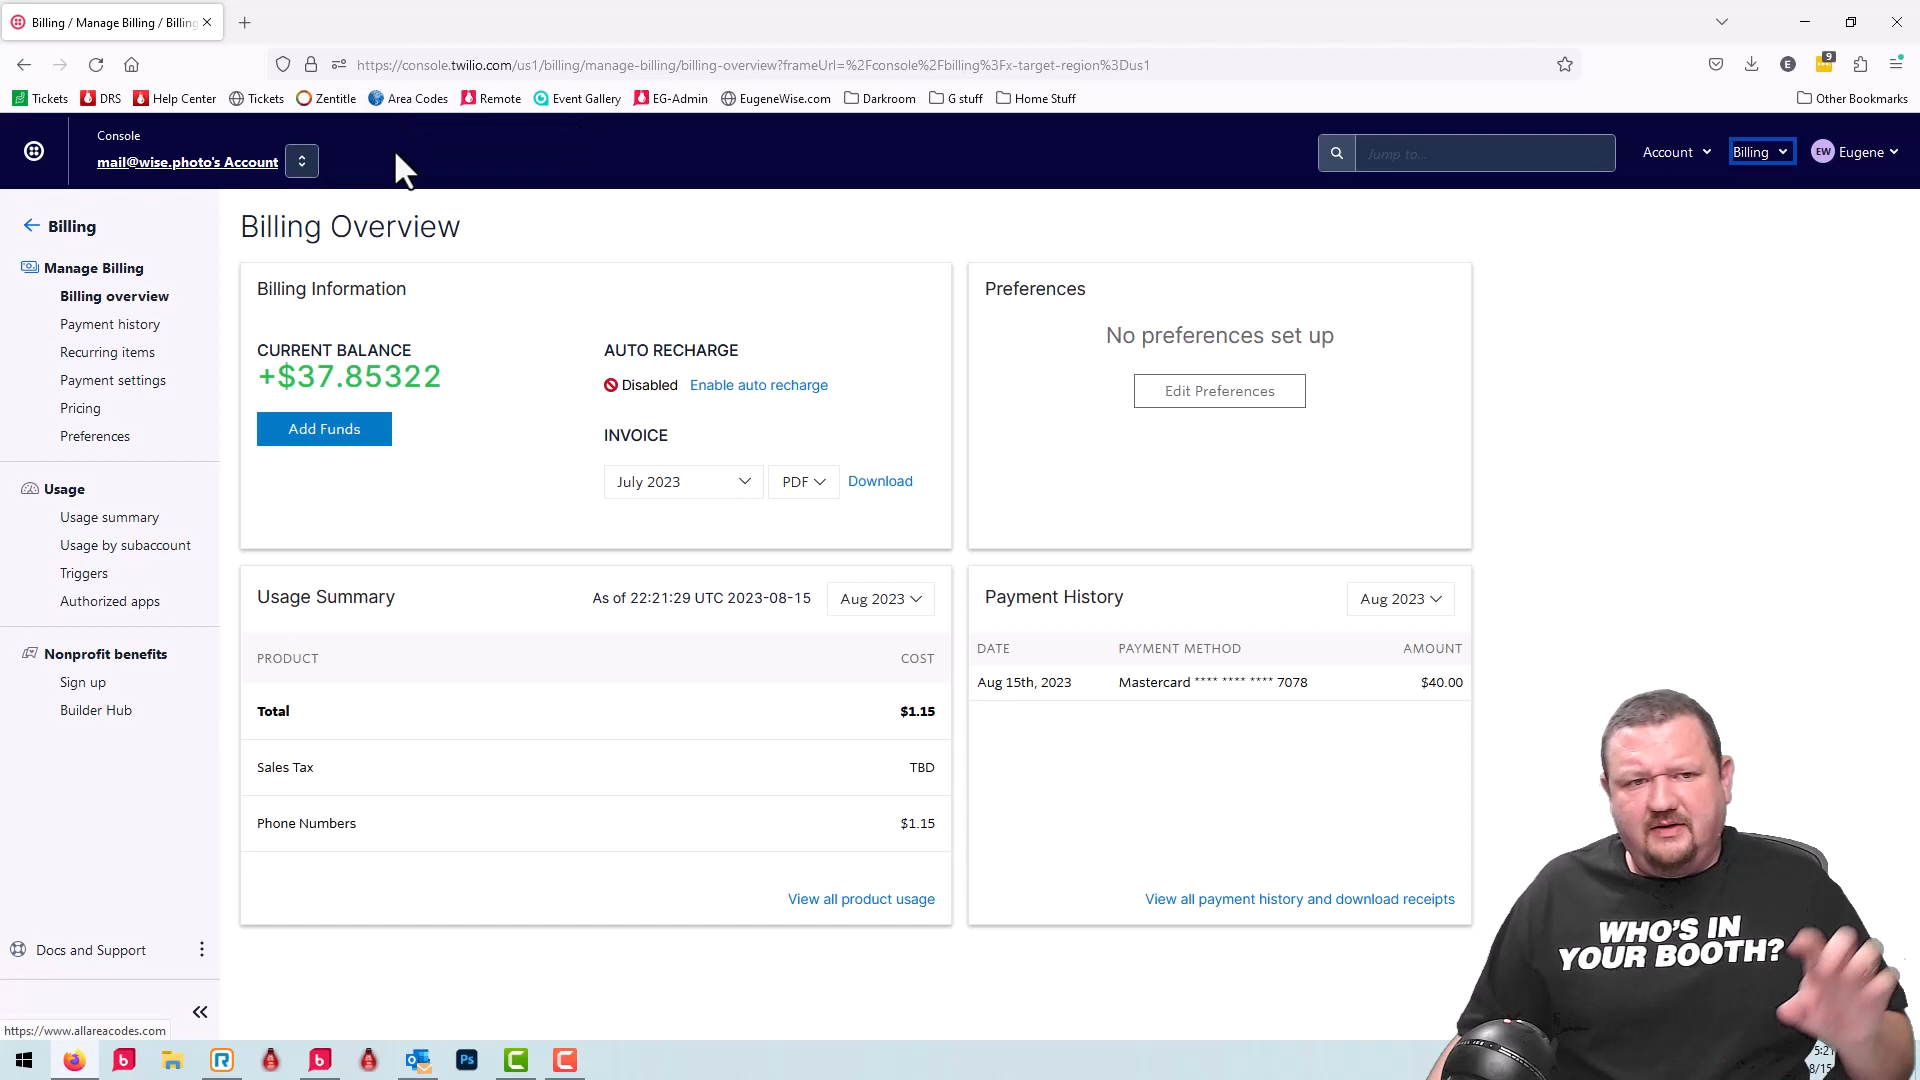 Billing / Manage Billing / Billing
https://console.twilio.com/us1/billing/manage-billing/billing-overview?frameUrl=%2Fconsole%2Fbilling%3Fx-target-region%3Dus1
E
9
Tickets DRS Help Center Tickets Zentitle Area Codes Remote Event Gallery EG-Admin EugeneWise.com Darkroom G stuff Home Stuff Other Bookmarks
Console
mail@wise.photo's Account
Jump to...
Account
Billing
EW Eugene
Billing
Manage Billing
Billing overview
Payment history
Recurring items
Payment settings
Pricing
Preferences
Usage
Usage summary
Usage by subaccount
Triggers
Authorized apps
Nonprofit benefits
Sign up
Builder Hub
Docs and Support
https://www.allareacodes.com
Billing Overview
Billing Information
CURRENT BALANCE
+$37.85322
Add Funds
AUTO RECHARGE
Disabled Enable auto recharge
INVOICE
July 2023 PDF Download
Preferences
No preferences set up
Edit Preferences
Usage Summary As of 22:21:29 UTC 2023-08-15 Aug 2023
PRODUCT COST
Total $1.15
Sales Tax TBD
Phone Numbers $1.15
View all product usage
Payment History Aug 2023
DATE PAYMENT METHOD AMOUNT
Aug 15th, 2023 Mastercard **** **** **** 7078 $40.00
View all payment history and download receipts
WHO'S IN
YOUR BOOTH?
b
R
b
Ps
C
C